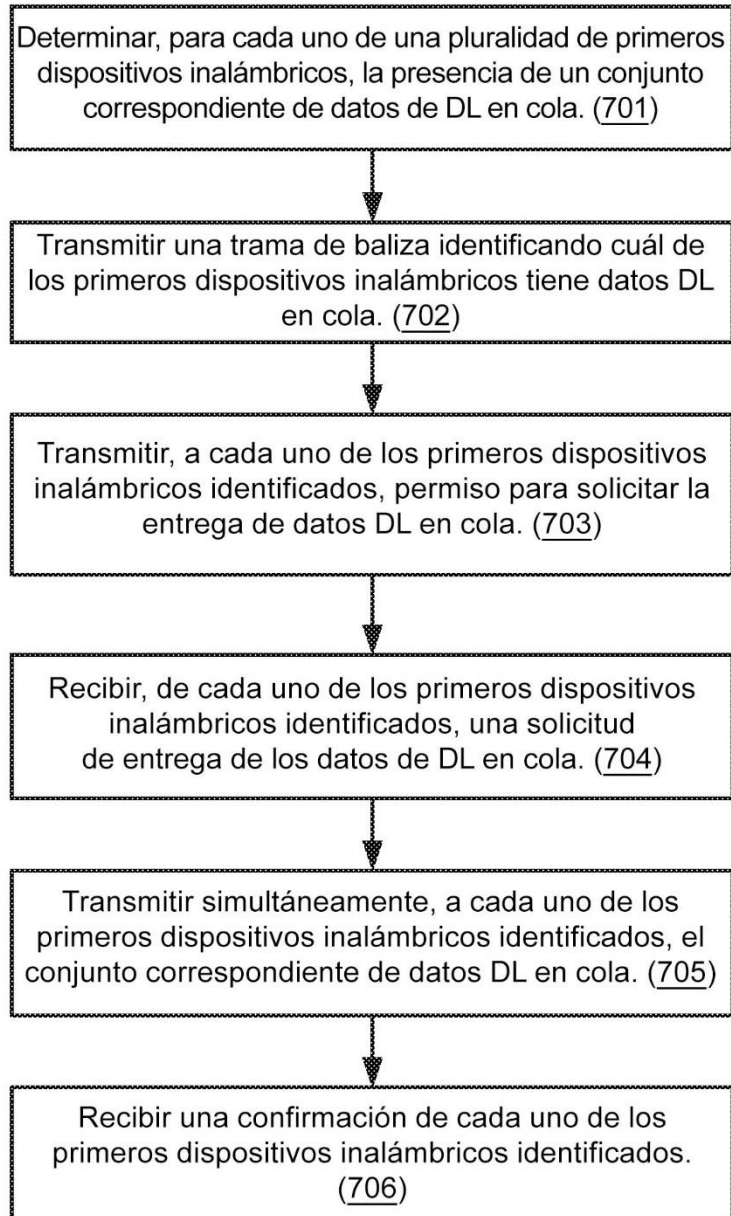 Determinar, para cada uno de una pluralidad de primeros
dispositivos inalámbricos, la presencia de un conjunto
correspondiente de datos de DL en cola. (701)
Transmitir una trama de baliza identificando cuál de
los primeros dispositivos inalámbricos tiene datos DL
en cola. (702)
Transmitir, a cada uno de los primeros dispositivos
inalámbricos identificados, permiso para solicitar la
entrega de datos DL en cola. (703)
Recibir, de cada uno de los primeros dispositivos
inalámbricos identificados, una solicitud
de entrega de los datos de DL en cola. (704)
Transmitir simultáneamente, a cada uno de los
primeros dispositivos inalámbricos identificados, el
conjunto correspondiente de datos DL en cola. (705)
Recibir una confirmación de cada uno de los
primeros dispositivos inalámbricos identificados.
(706)